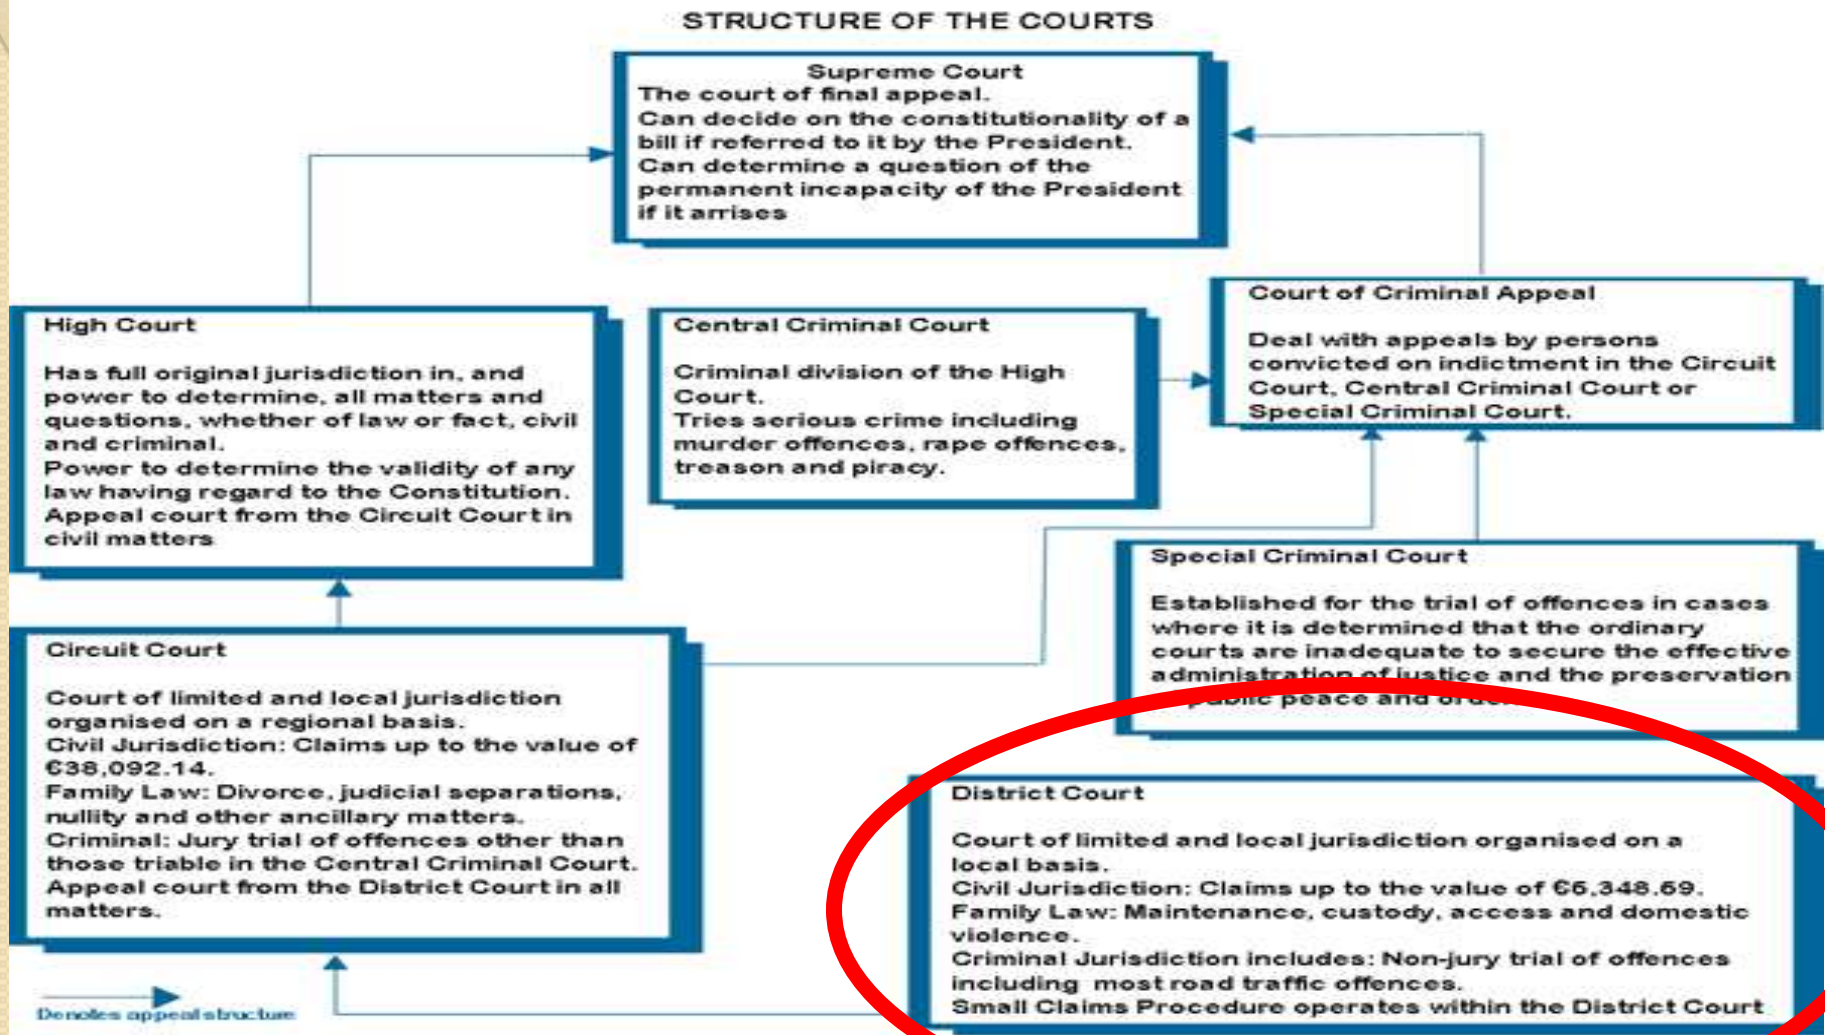 STRUCTURE OF THE COURTS
Supreme Court
The court of final appeal.
Can decide on the constitutionality of a
bill if referred to it by the President.
Can determine a question of the
permanent incapacity of the President
if it arrises
High Court
Has full original jurisdiction in, and
power to determine, all matters and
questions, whether of law or fact, civil
and criminal.
Power to determine the validity of any
law having regard to the Constitution.
Appeal court from the Circuit Court in
civil matters
Central Criminal Court
Criminal division of the High
Court.
Tries serious crime including
murder offences, rape offences,
treason and piracy.
Court of Criminal Appeal
Deal with appeals by persons
convicted on indictment in the Circuit
Court, Central Criminal Court or
Special Criminal Court.
Special Criminal Court
Established for the trial of offences in cases
where it is determined that the ordinary
courts are inadequate to secure the effective
administration of justice and the preservation
public peace and
Circuit Court
Court of limited and local jurisdiction
organised on a regional basis.
Civil Jurisdiction: Claims up to the value of
€38,092.14.
Family Law: Divorce, judicial separations,
nullity and other ancillary matters.
Criminal: Jury trial of offences other than
those triable in the Central Criminal Court.
Appeal court from the District Court in all
matters.
District Court
Court of limited and local jurisdiction organised on a
local basis.
Civil Jurisdiction: Claims up to the value of
Family Law: Maintenance, custody, access and domestic
violence.
Criminal Jurisdiction includes: Non-jury trial of offences
including most road traffic offences.
Small Claims Procedure operates within the District Court
Denotes appeal structure